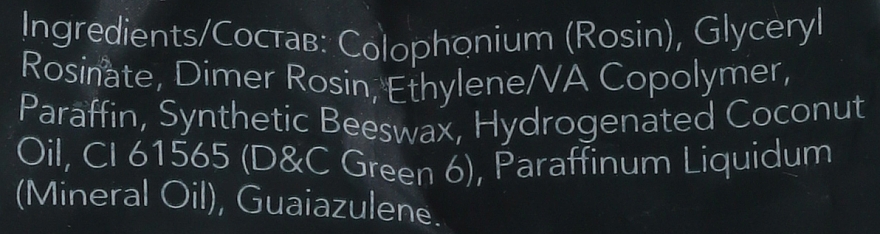 Ingredients/Состав: Colophonium (Rosin), Glyceryl
Rosinate, Dimer Rosin, Ethylene/VA Copolymer,
Paraffin, Synthetic Beeswax, Hydrogenated Coconut
Oil, CI 61565 (D&C Green 6), Paraffinum Liquidum
(Mineral Oil), Guaiazulene.